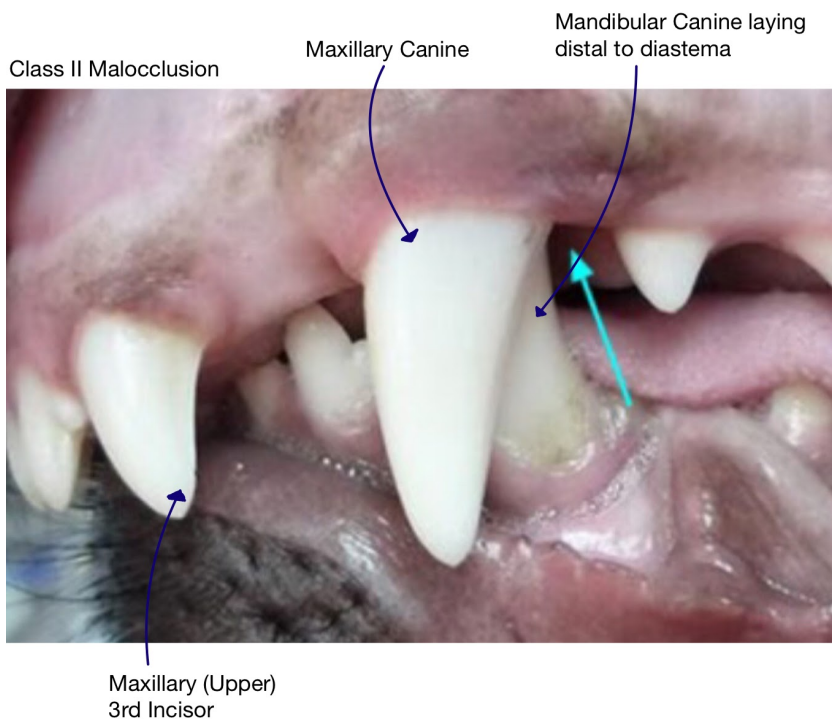 Class II Malocclusion
Maxillary Canine
Mandibular Canine laying
distal to diastema
Maxillary (Upper)
3rd Incisor